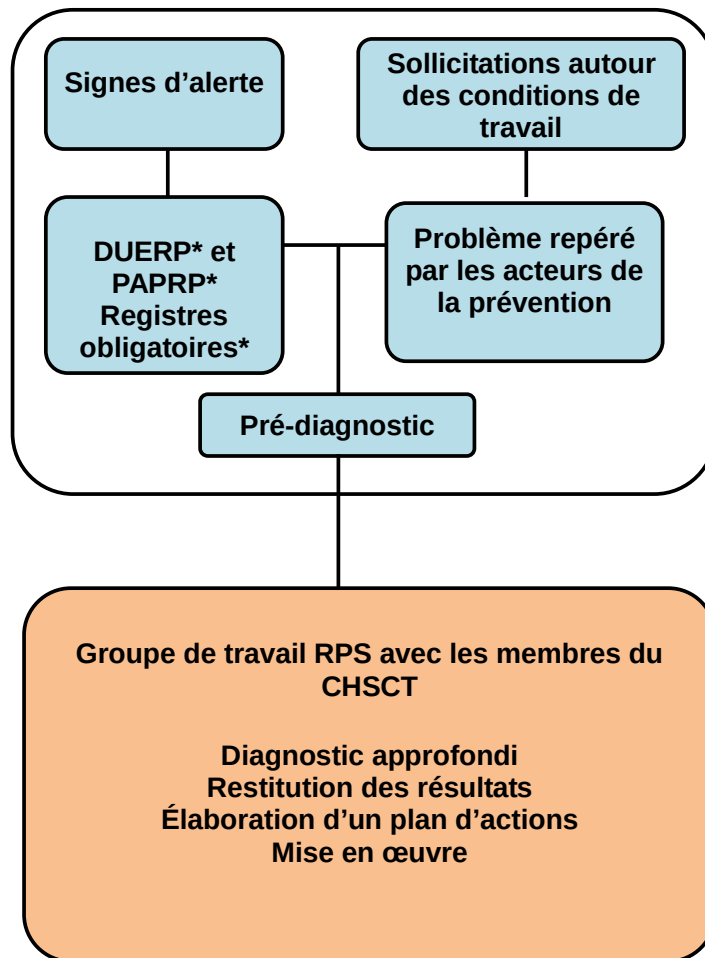 Signes d’alerte
Sollicitations autour
des conditions de
travail
DUERP* et
PAPRP*
Registres
obligatoires*
Problème repéré
par les acteurs de
la prévention
Pré-diagnostic
Groupe de travail RPS avec les membres du
CHSCT
Diagnostic approfondi
Restitution des résultats
Élaboration d’un plan d’actions
Mise en œuvre